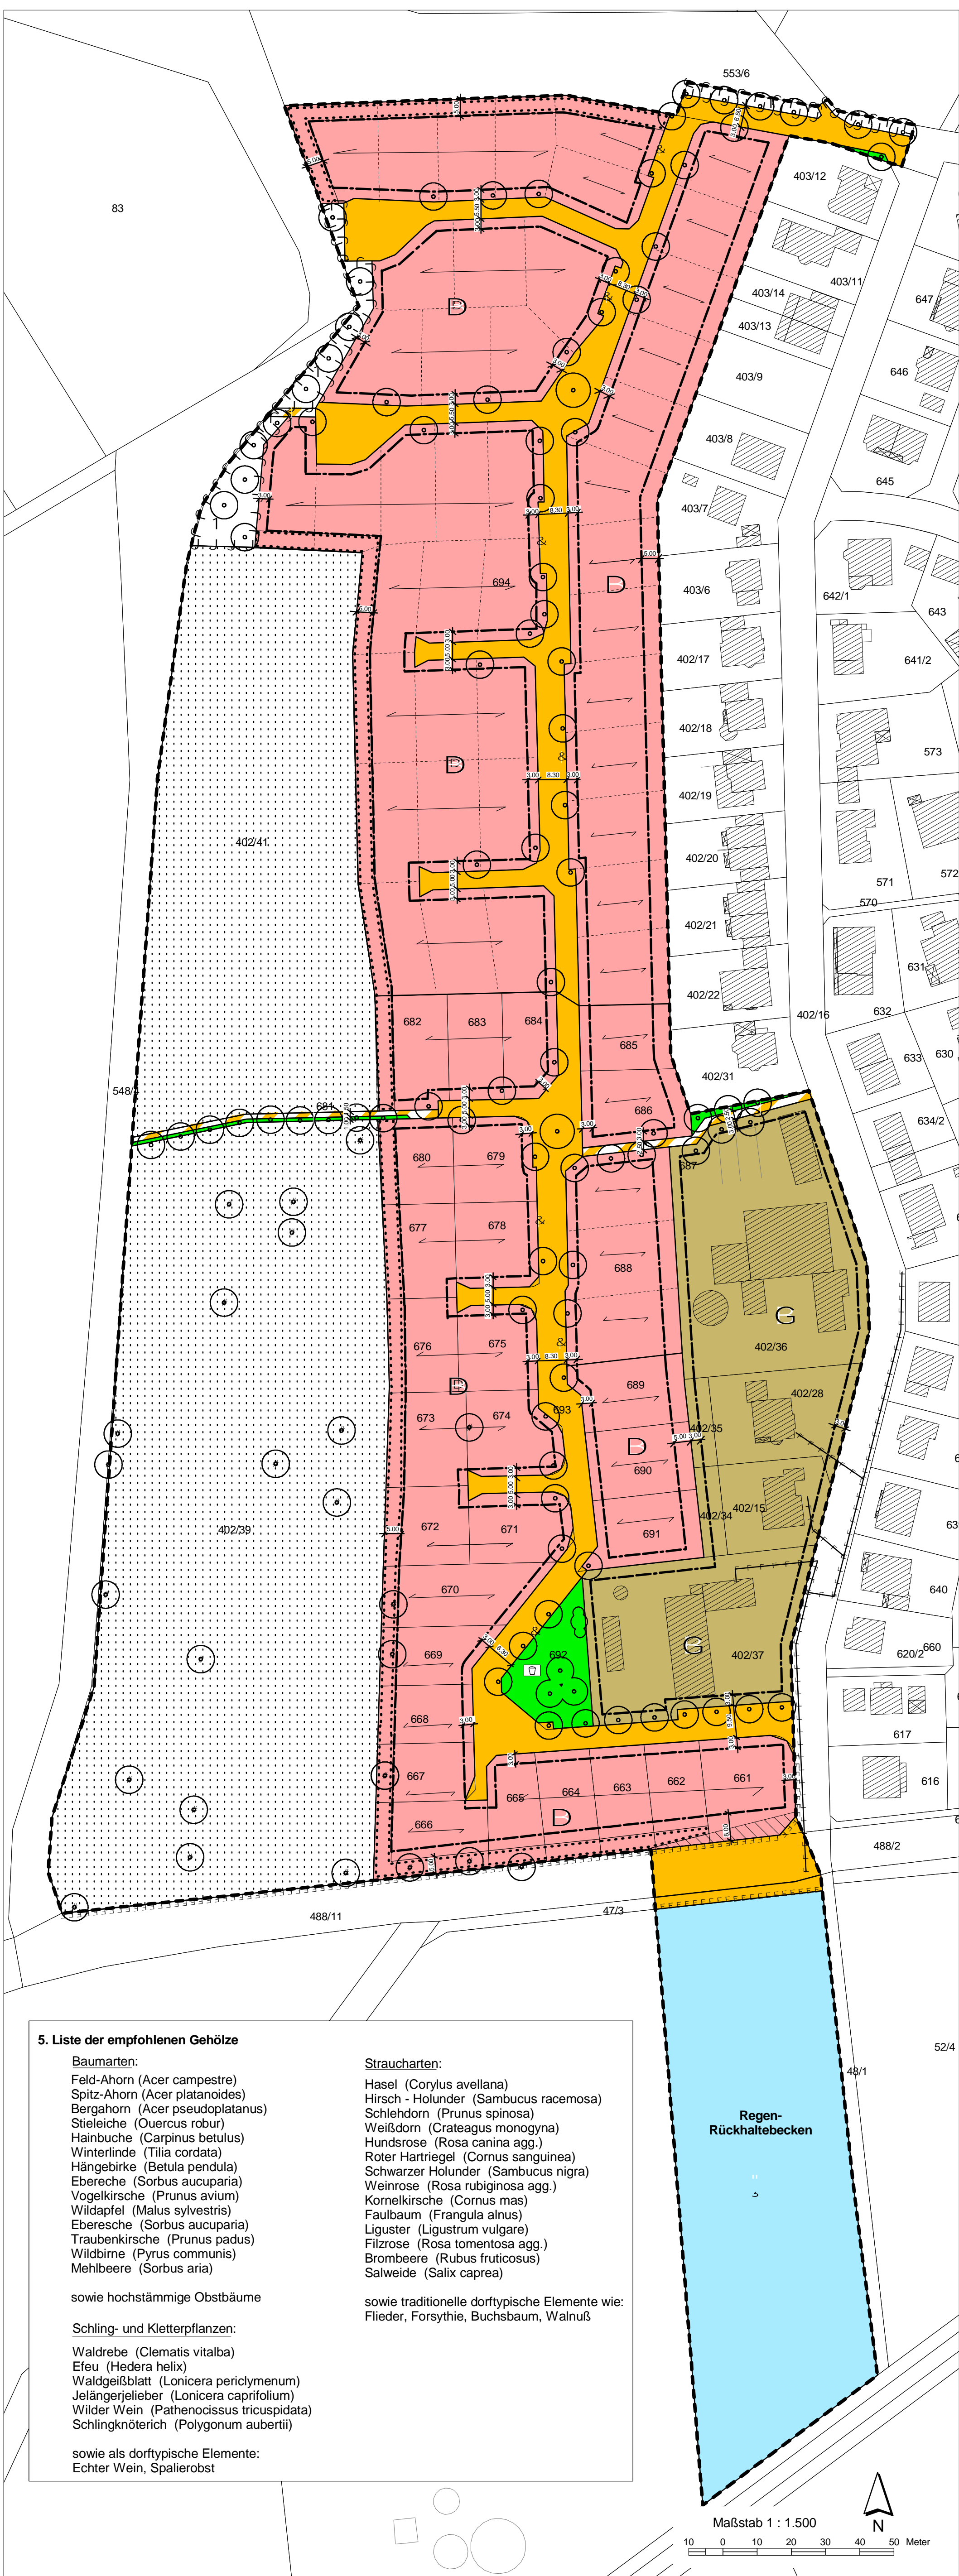 553/6
83
403/12
403/11
403/14
403/13
403/9
647
646
403/8
645
403/7
D
694
D
403/6
642/1
643
402/17
641/2
402/18
573
D
402/19
402/41
402/20
571
572
570
402/21
631
402/22
402/16
632
682
683
684
685
633
630
402/31
548/
681
686
634/2
680
679
687
677
678
688
G
402/36
676
675
689
402/28
D
673
674
693
402/35
D
690
402/15
402/34
672
671
691
402/39
670
640
G
669
692
402/37
620/2
660
668
617
667
665
664
663
662
661
616
666
D
488/2
488/11
47/3
5. Liste der empfohlenen Gehölze
Baumarten:
Feld-Ahorn (Acer campestre)
Spitz-Ahorn (Acer platanoides)
Bergahorn (Acer pseudoplatanus)
Stieleiche (Ouercus robur)
Hainbuche (Carpinus betulus)
Winterlinde (Tilia cordata)
Hängebirke (Betula pendula)
Ebereche (Sorbus aucuparia)
Vogelkirsche (Prunus avium)
Wildapfel (Malus sylvestris)
Eberesche (Sorbus aucuparia)
Traubenkirsche (Prunus padus)
Wildbirne (Pyrus communis)
Mehlbeere (Sorbus aria)
sowie hochstämmige Obstbäume
Schling- und Kletterpflanzen:
Waldrebe (Clematis vitalba)
Efeu (Hedera helix)
Waldgeißblatt (Lonicera periclymenum)
Jelängerjelieber (Lonicera caprifolium)
Wilder Wein (Pathenocissus tricuspidata)
Schlingknöterich (Polygonum aubertii)
sowie als dorftypische Elemente:
Echter Wein, Spalierobst
Straucharten:
Hasel (Corylus avellana)
Hirsch - Holunder (Sambucus racemosa)
Schlehdorn (Prunus spinosa)
Weißdorn (Crateagus monogyna)
Hundsrose (Rosa canina agg.)
Roter Hartriegel (Cornus sanguinea)
Schwarzer Holunder (Sambucus nigra)
Weinrose (Rosa rubiginosa agg.)
Kornelkirsche (Cornus mas)
Faulbaum (Frangula alnus)
Liguster (Ligustrum vulgare)
Filzrose (Rosa tomentosa agg.)
Brombeere (Rubus fruticosus)
Salweide (Salix caprea)
sowie traditionelle dorftypische Elemente wie:
Flieder, Forsythie, Buchsbaum, Walnuß
52/4
48/1
Regen-
Rückhaltebecken
Maßstab 1 : 1.500
N
10 0 10 20 30 40 50 Meter